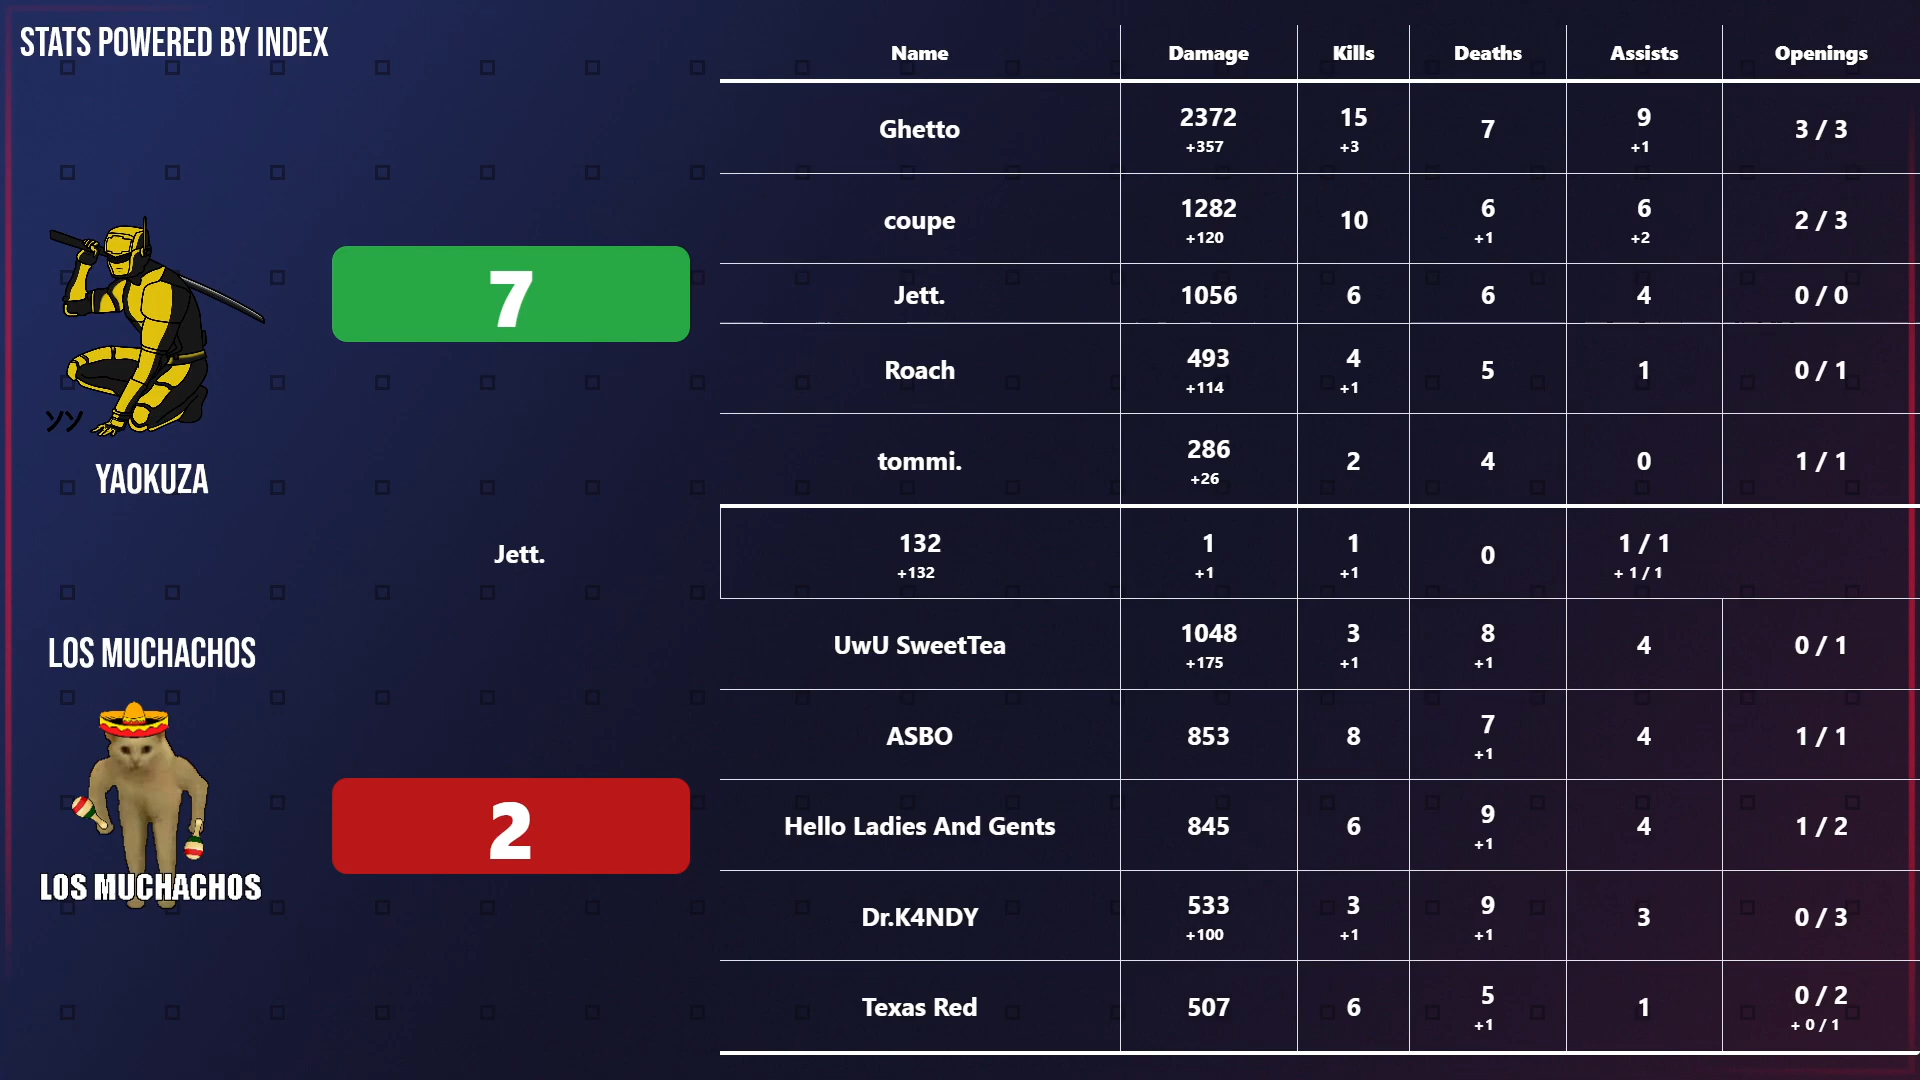 STATS POWERED BY INDEX
Name Damage Kills Deaths Assists Openings
Ghetto 2372 +357 15 +3 7 9 +1 3 / 3
coupe 1282 +120 10 6 +1 6 +2 2 / 3
7
Jett. 1056 6 6 4 0 / 0
Roach 493 +114 4 +1 5 1 0 / 1
ソソ
YAOKUZA
tommi. 286 +26 2 4 0 1 / 1
Jett. 132 +132 1 +1 1 +1 0 1 / 1 + 1 / 1
LOS MUCHACHOS
UwU SweetTea 1048 +175 3 +1 8 +1 4 0 / 1
ASBO 853 8 7 +1 4 1 / 1
2
Hello Ladies And Gents 845 6 9 +1 4 1 / 2
LOS MUCHACHOS
Dr.K4NDY 533 +100 3 +1 9 +1 3 0 / 3
Texas Red 507 6 5 +1 1 0 / 2 + 0 / 1